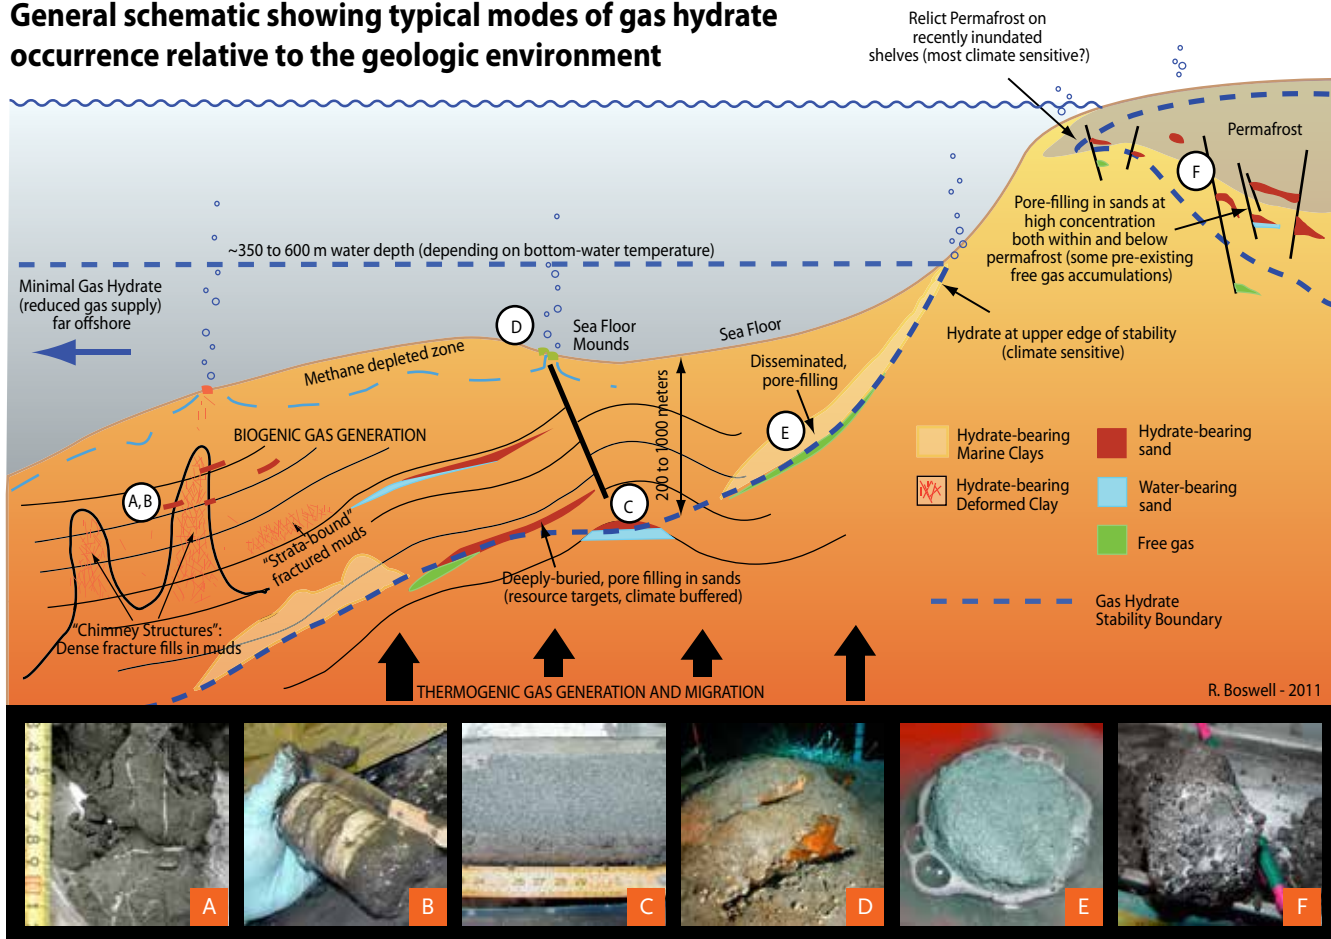 General schematic showing typical modes of gas hydrate
occurrence relative to the geologic environment
Relict Permafrost on
recently inundated
shelves (most climate sensitive?)
Permafrost
F
Pore-filling in sands at
high concentration
both within and below
permafrost (some pre-existing
free gas accumulations)
~350 to 600 m water depth (depending on bottom-water temperature)
Minimal Gas Hydrate
(reduced gas supply)
far offshore
D
Sea Floor
Mounds
Sea Floor
Hydrate at upper edge of stability
(climate sensitive)
Methane depleted zone
Disseminated,
pore-filling
200 to 1000 meters
E
BIOGENIC GAS GENERATION
A,B
C
"Strata-bound"
fractured muds
Deeply-buried, pore filling in sands
(resource targets, climate buffered)
"Chimney Structures":
Dense fracture fills in muds
THERMOGENIC GAS GENERATION AND MIGRATION
Hydrate-bearing
Marine Clays
Hydrate-bearing
sand
Hydrate-bearing
Deformed Clay
Water-bearing
sand
Free gas
Gas Hydrate
Stability Boundary
R. Boswell - 2011
A
B
C
D
E
F